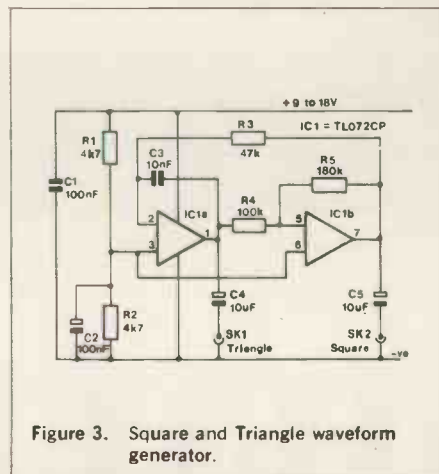 +9 to 18V
IC1 = TL072CP
R1
4k7
R3
47k
C3
10nF
R5
180k
C1
100nF
R4
100k
IC1a
IC1b
2
3
1
5
6
7
C4
10uF
C5
10uF
R2
4k7
C2
100nF
SK1
Triangle
SK2
Square
-ve
Figure 3. Square and Triangle waveform
generator.